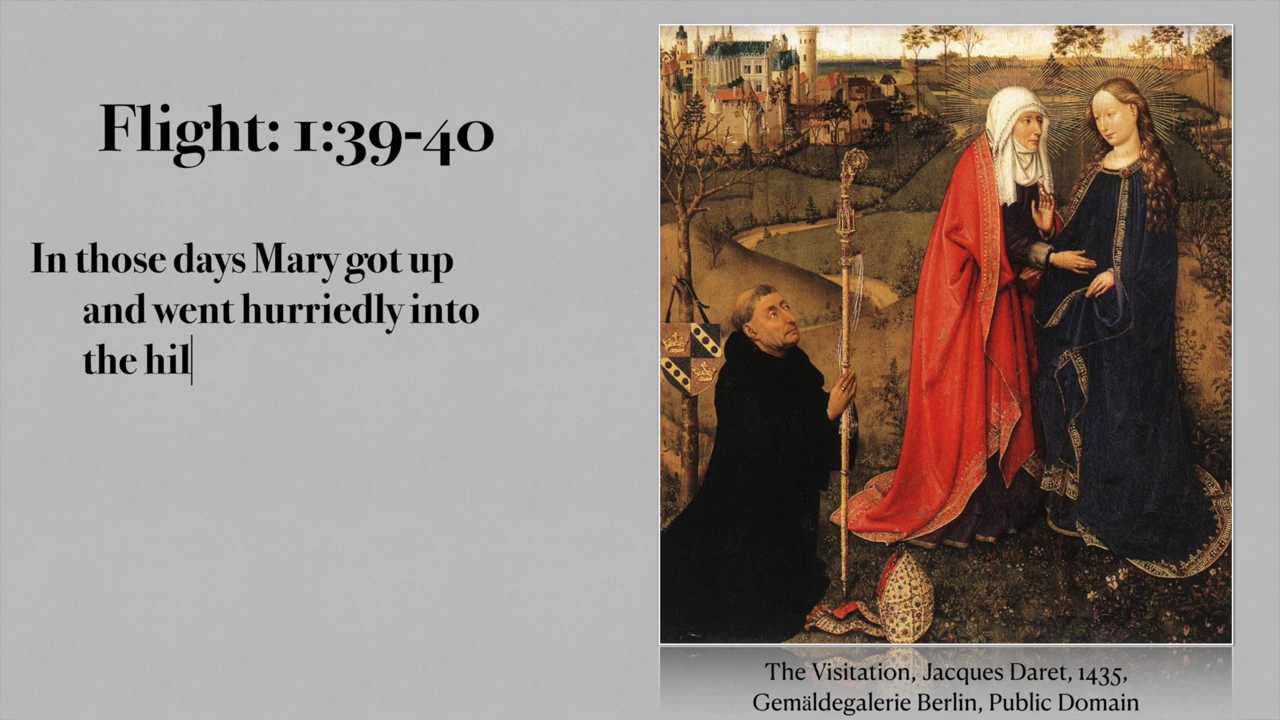 Flight: 1:39-40
In those days Mary got up
and went hurriedly into
the hil
The Visitation, Jacques Daret, 1435,
Gemäldegalerie Berlin, Public Domain